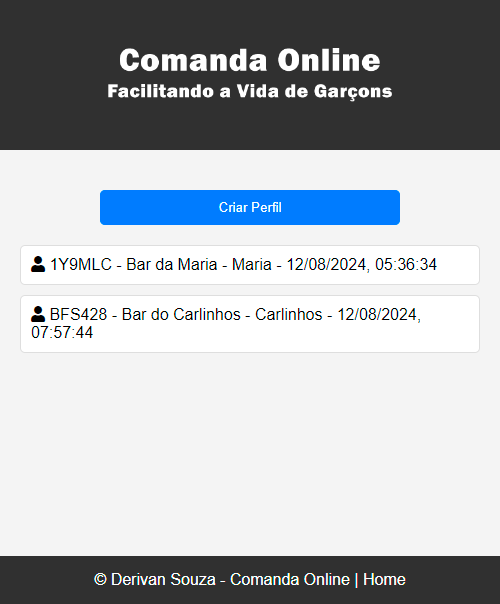 Comanda Online
Facilitando a Vida de Garçons
Criar Perfil
1Y9MLC - Bar da Maria - Maria - 12/08/2024, 05:36:34
BFS428 - Bar do Carlinhos - Carlinhos - 12/08/2024,
07:57:44
© Derivan Souza - Comanda Online | Home